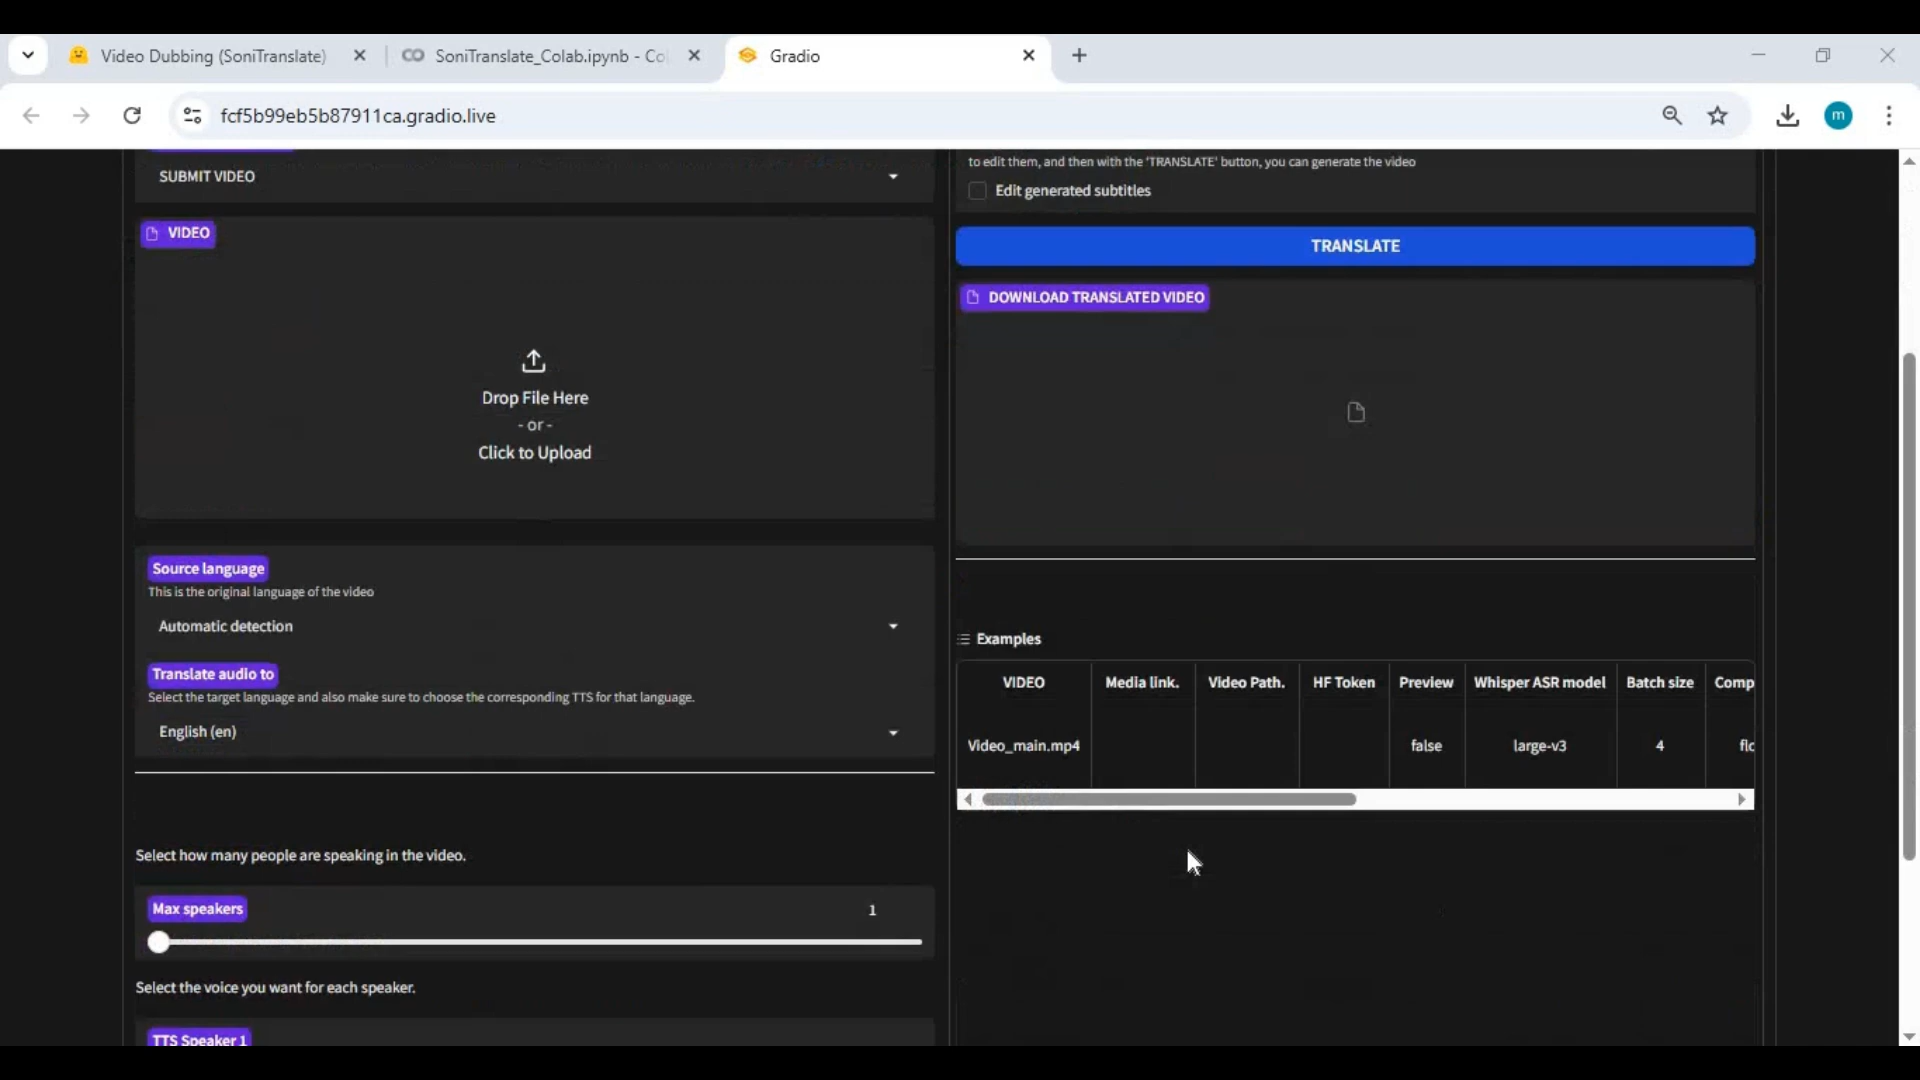 Video Dubbing (SoniTranslate)
SoniTranslate_Colab.ipynb - Co
Gradio
fcf5b99eb5b87911ca.gradio.live
m
SUBMIT VIDEO
VIDEO
Drop File Here
- or -
Click to Upload
Source language
This is the original language of the video
Automatic detection
Translate audio to
Select the target language and also make sure to choose the corresponding TTS for that language.
English (en)
Select how many people are speaking in the video.
Max speakers
1
Select the voice you want for each speaker.
TTS Speaker 1
to edit them, and then with the 'TRANSLATE' button, you can generate the video
Edit generated subtitles
TRANSLATE
DOWNLOAD TRANSLATED VIDEO
Examples
VIDEO Media link. Video Path. HF Token Preview Whisper ASR model Batch size Comp
Video_main.mp4 false large-v3 4 flo